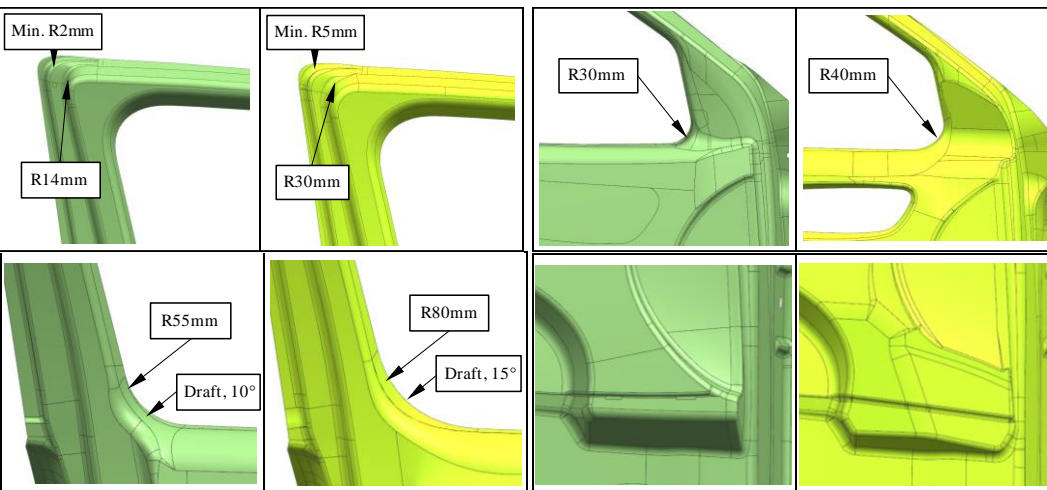 Min. R2mm
R14mm
Min. R5mm
R30mm
R30mm
R40mm
R55mm
Draft, 10°
R80mm
Draft, 15°